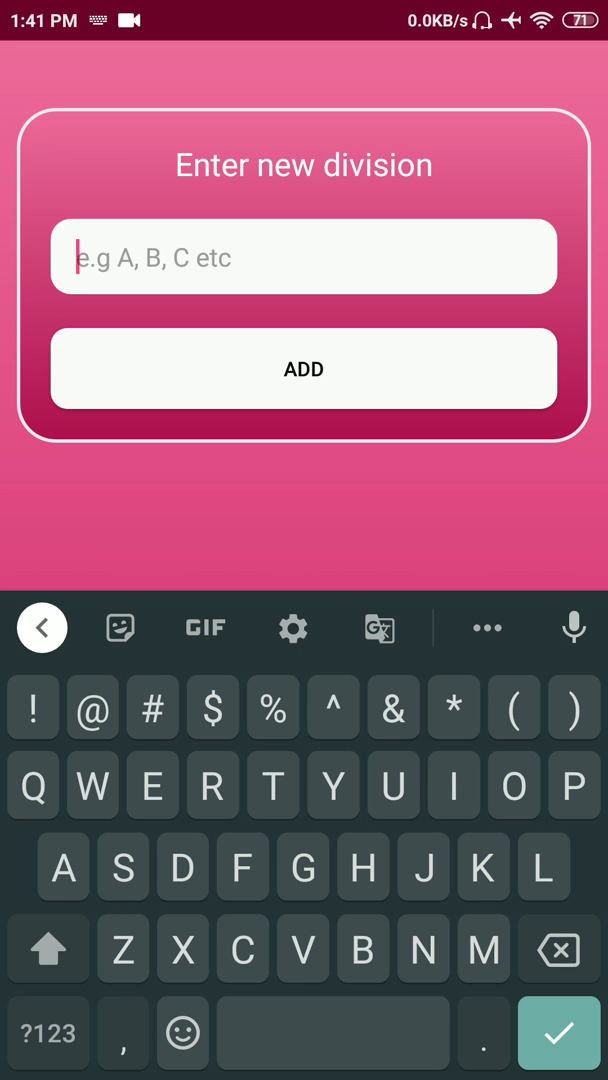 1:41 PM 0.0KB/s 71
Enter new division
e.g A, B, C etc
ADD
GIF G
! @ # $ % ^ & * ( )
Q W E R T Y U I O P
A S D F G H J K L
Z X C V B N M
?123 , .